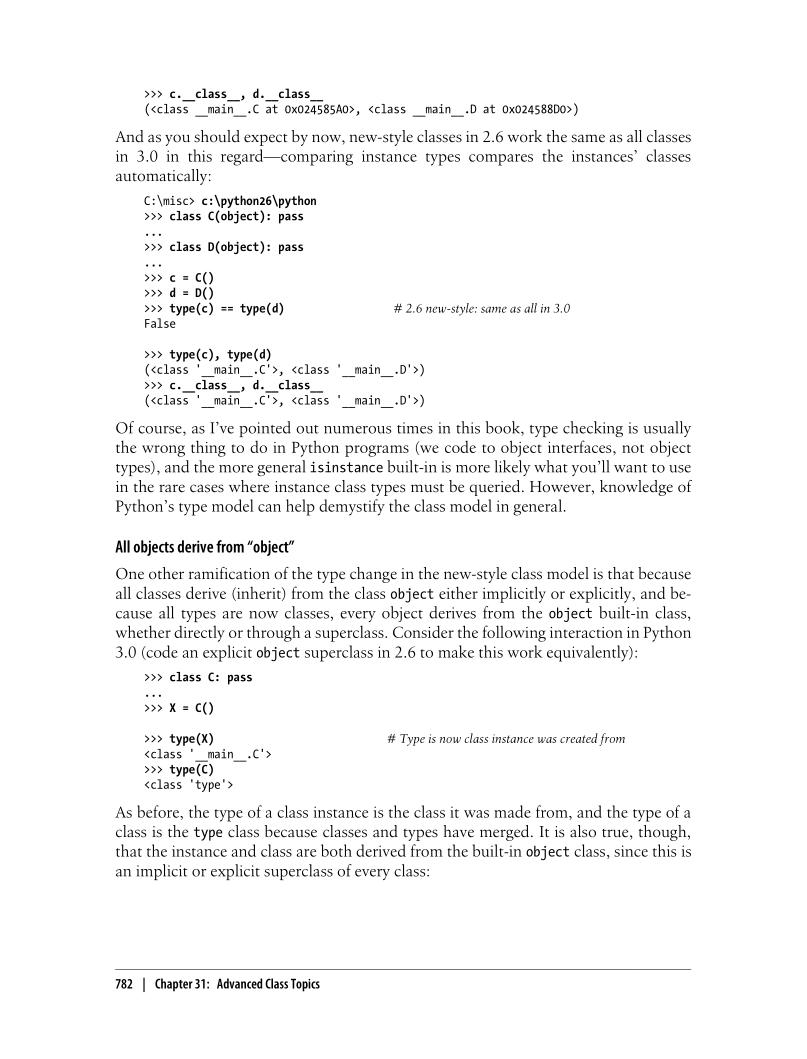 >>> c.__class__, d.__class__
(<class __main__.C at 0x024585A0>, <class __main__.D at 0x024588D0>)
And as you should expect by now, new-style classes in 2.6 work the same as all classes
in 3.0 in this regard—comparing instance types compares the instances’ classes
automatically:
C:\misc> c:\python26\python
>>> class C(object): pass
...
>>> class D(object): pass
...
>>> c = C()
>>> d = D()
>>> type(c) == type(d) # 2.6 new-style: same as all in 3.0
False
>>> type(c), type(d)
(<class '__main__.C'>, <class '__main__.D'>)
>>> c.__class__, d.__class__
(<class '__main__.C'>, <class '__main__.D'>)
Of course, as I’ve pointed out numerous times in this book, type checking is usually
the wrong thing to do in Python programs (we code to object interfaces, not object
types), and the more general isinstance built-in is more likely what you’ll want to use
in the rare cases where instance class types must be queried. However, knowledge of
Python’s type model can help demystify the class model in general.
All objects derive from “object”
One other ramification of the type change in the new-style class model is that because
all classes derive (inherit) from the class object either implicitly or explicitly, and be-
cause all types are now classes, every object derives from the object built-in class,
whether directly or through a superclass. Consider the following interaction in Python
3.0 (code an explicit object superclass in 2.6 to make this work equivalently):
>>> class C: pass
...
>>> X = C()
>>> type(X) # Type is now class instance was created from
<class '__main__.C'>
>>> type(C)
<class 'type'>
As before, the type of a class instance is the class it was made from, and the type of a
class is the type class because classes and types have merged. It is also true, though,
that the instance and class are both derived from the built-in object class, since this is
an implicit or explicit superclass of every class:
782 | Chapter 31: Advanced Class Topics